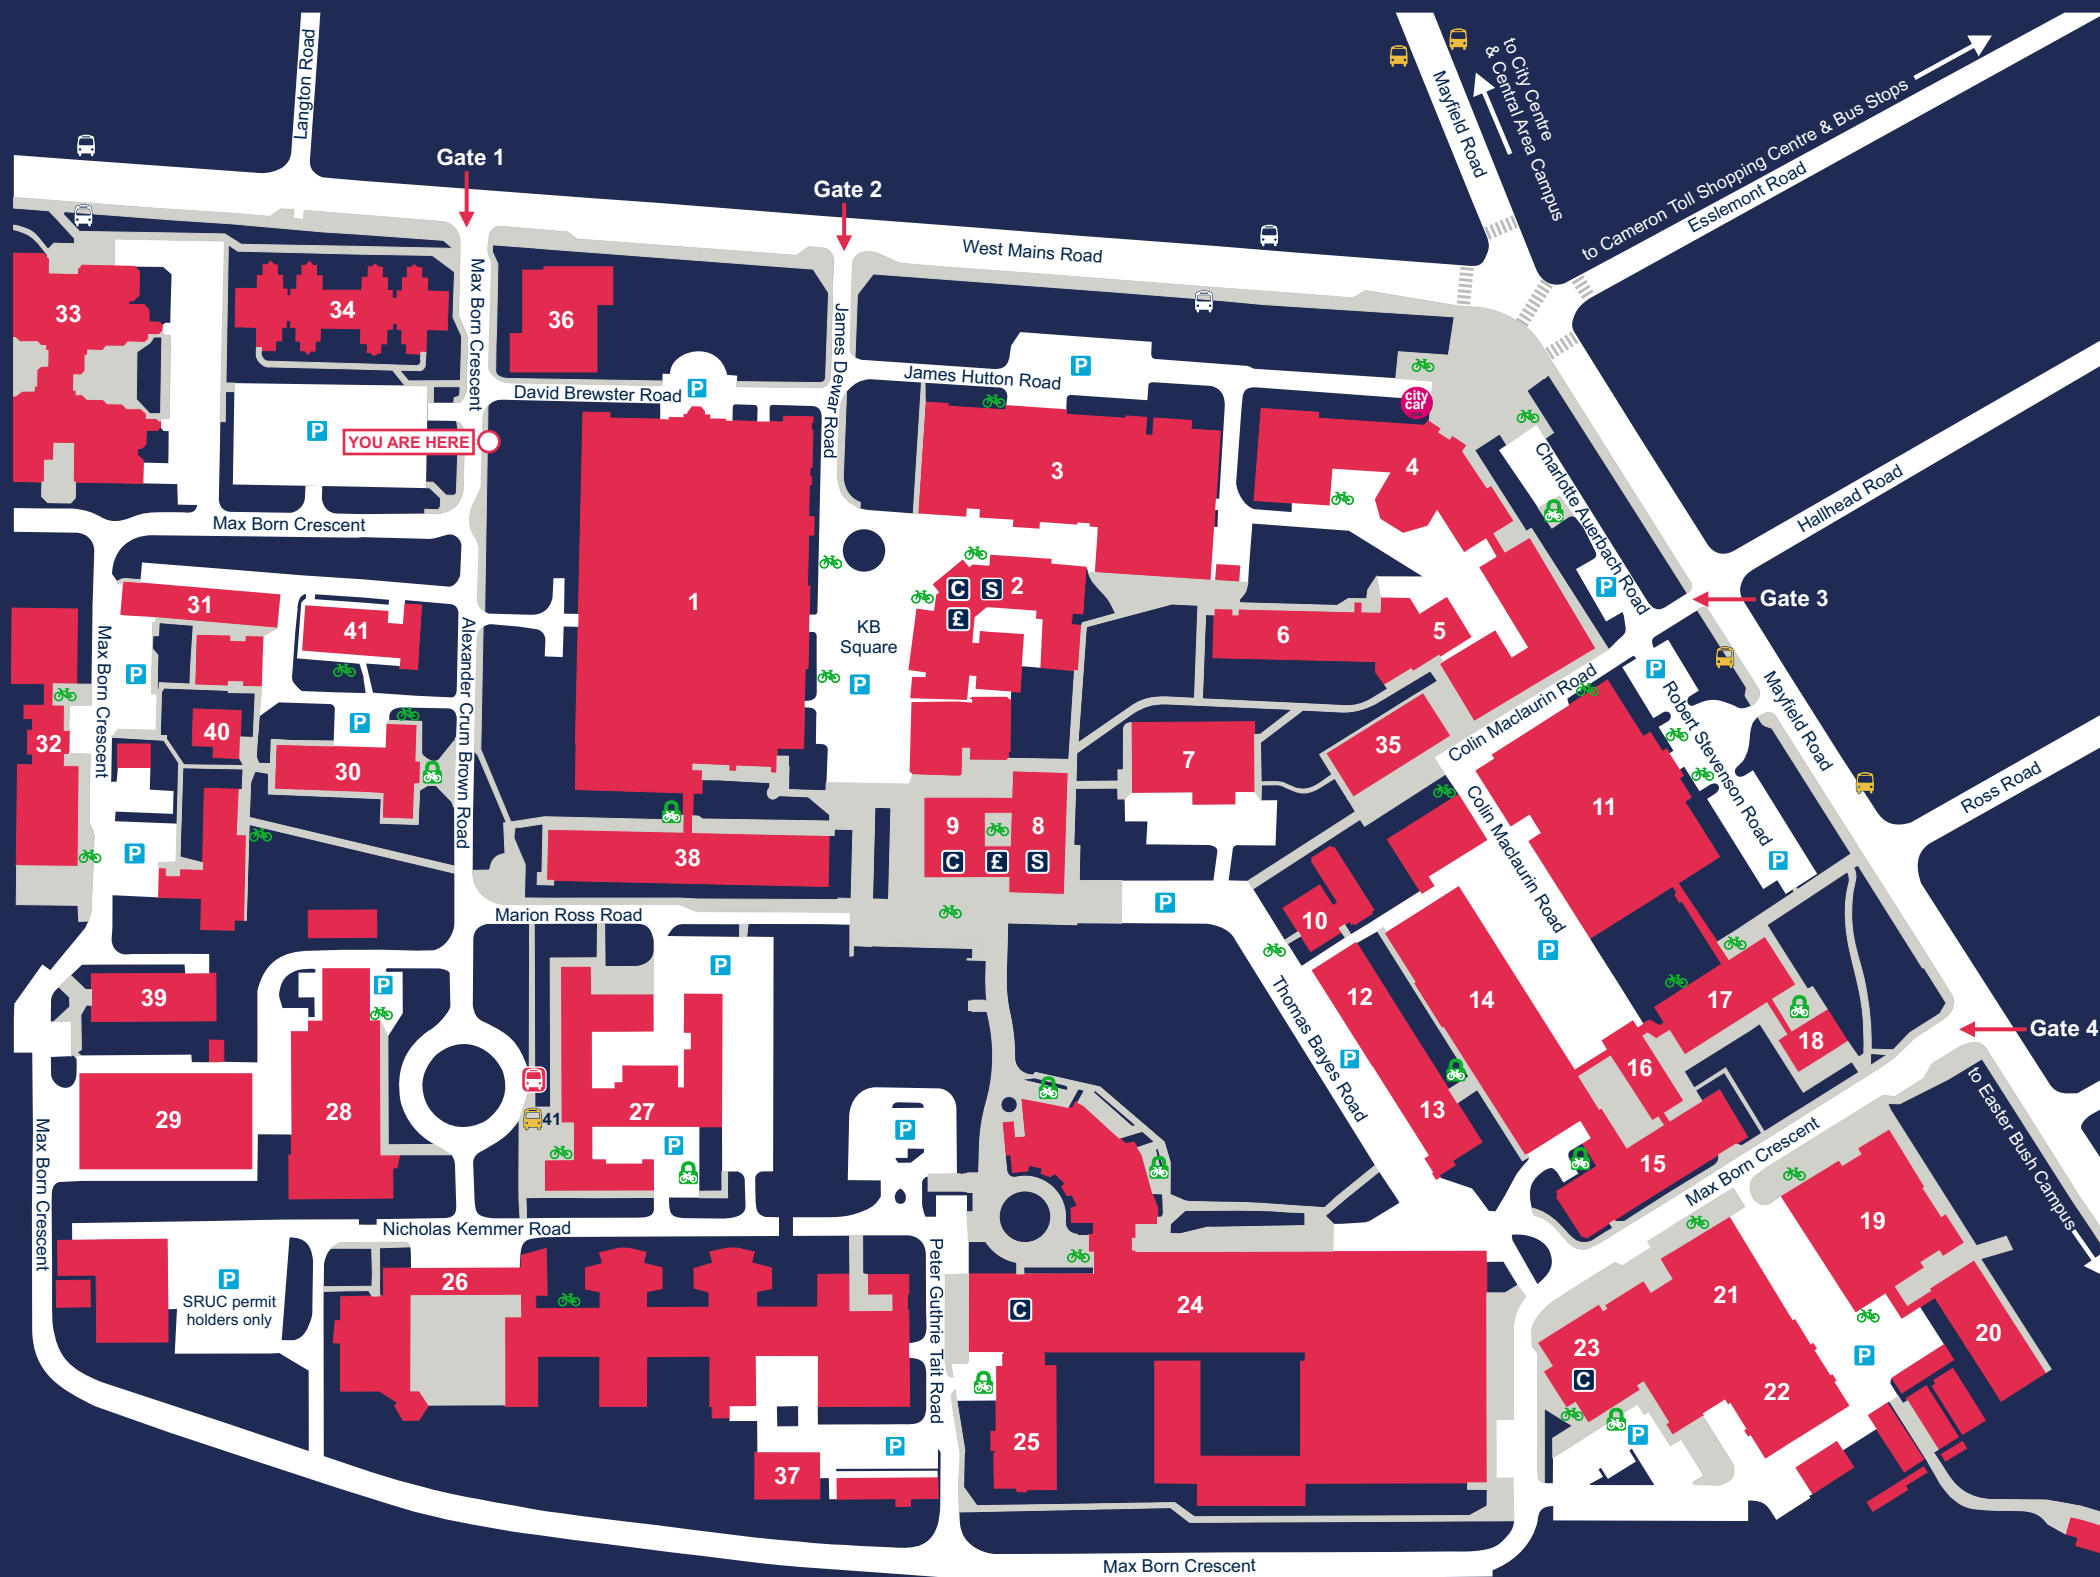 Langton Road
Gate 1
Gate 2
Mayfield Road
to City Centre
& Central Area Campus
to Cameron Toll Shopping Centre & Bus Stops
Esslemont Road
West Mains Road
33
34
Max Born Crescent
36
James Dewar Road
P
David Brewster Road
P
James Hutton Road
P
city
car
YOU ARE HERE
3
4
Charlotte Auerbach Road
Hallhead Road
Max Born Crescent
1
C
S
2
£
P
Gate 3
31
41
KB
Square
6
5
P
P
P
Max Born Crescent
Alexander Crum Brown Road
32
40
P
30
7
35
Colin Maclaurin Road
Robert Stevenson Road
Mayfield Road
Ross Road
11
Colin Maclaurin Road
P
38
9
8
C
£
S
P
Marion Ross Road
P
10
P
P
39
P
12
14
17
18
Gate 4
Thomas Bayes Road
P
16
29
28
41
27
P
P
13
15
Max Born Crescent
to Easter Bush Campus
Max Born Crescent
Nicholas Kemmer Road
19
P
SRUC permit
holders only
26
Peter Guthrie Tait Road
C
24
21
20
23
C
P
22
P
25
P
37
Max Born Crescent